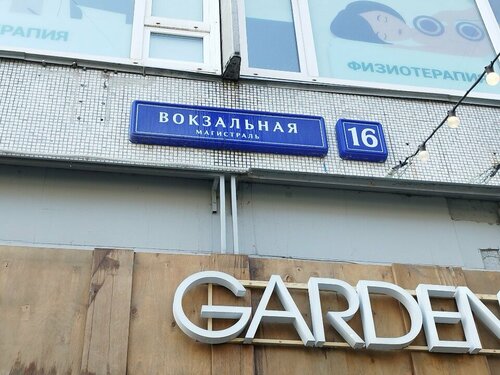 ТЕРАПИЯ
ФИЗИОТЕРАПИЯ
ВОКЗАЛЬНАЯ
МАГИСТРАЛЬ
16
GARDEN